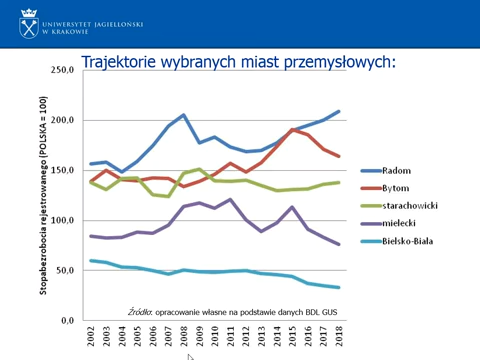 UNIWERSYTET JAGIELLOŃSKI
W KRAKOWIE
Trajektorie wybranych miast przemysłowych:
Stopabezrobocia rejestrowanego (POLSKA = 100)
250,0
200,0
150,0
100,0
50,0
0,0
Radom
Bytom
starachowicki
mielecki
Bielsko-Biała
Źródło: opracowanie własne na podstawie danych BDL GUS
2002
2003
2004
2005
2006
2007
2008
2009
2010
2011
2012
2013
2014
2015
2016
2017
2018